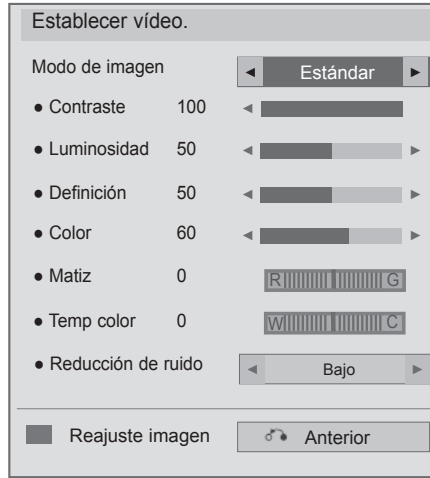 Establecer vídeo.
Modo de imagen ◄ Estándar ►
● Contraste 100 ◄
● Luminosidad 50 ◄ ►
● Definición 50 ◄ ►
● Color 60 ◄ ►
● Matiz 0 R G
● Temp color 0 W C
● Reducción de ruido ◄ Bajo ►
Reajuste imagen Anterior